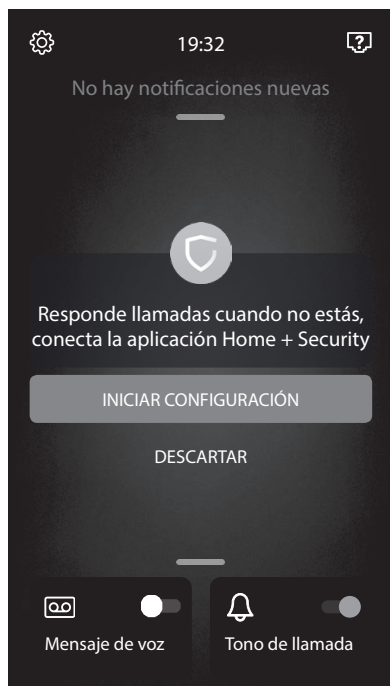 19:32
No hay notificaciones nuevas
Responde llamadas cuando no estás,
conecta la aplicación Home + Security
INICIAR CONFIGURACIÓN
DESCARTAR
Mensaje de voz
Tono de llamada